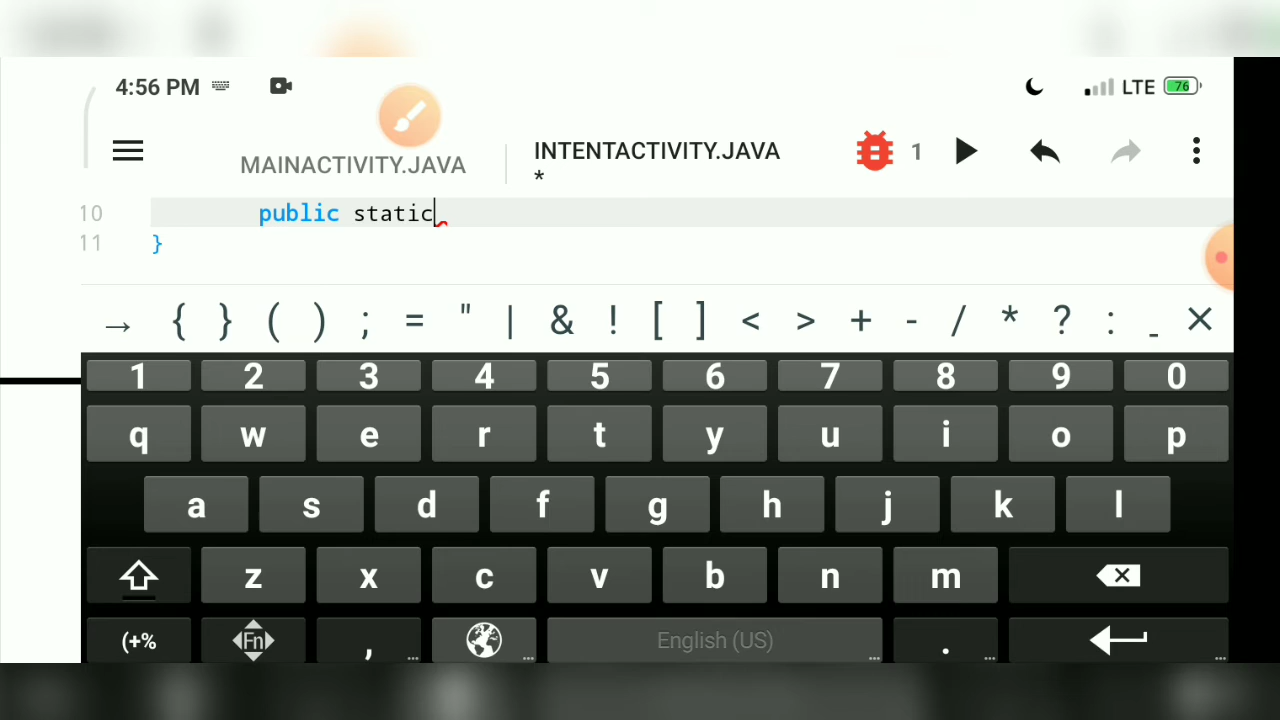 4:56 PM LTE 76
MAINACTIVITY.JAVA INTENTACTIVITY.JAVA 1
*
10 public static
11 }
→ { } ( ) ; = " | & ! [ ] < > + - / * ? : _ ×
1 2 3 4 5 6 7 8 9 0
q w e r t y u i o p
a s d f g h j k l
z x c v b n m
(+% Fn , ... ... English (US) ... . ... ...